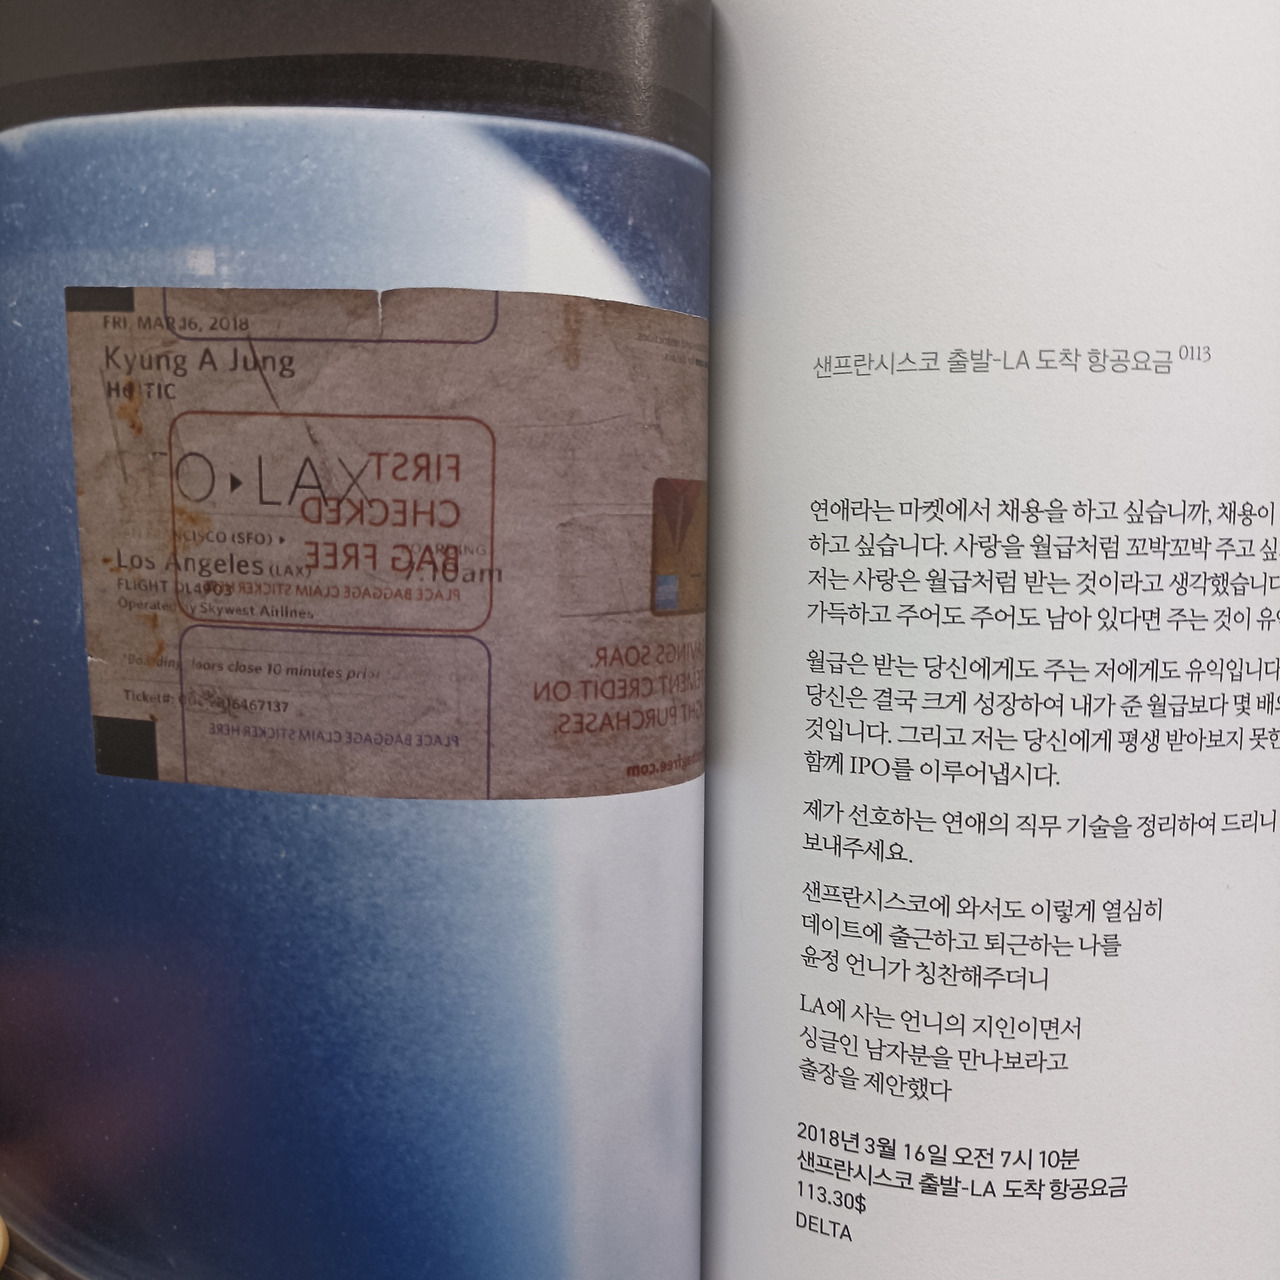 FRI, MAR 16, 2018
Kyung A Jung
O▸LAX
FIRST
CHECKED
BAG FREE
(SFO) ▸
Los Angeles (LAX)
7:10am
FLIGHT DL4903
PLACE BAGGAGE CLAIM STICKER HERE
Operated by Skywest Airlines
*Boarding doors close 10 minutes prior
Ticket#:
PLACE BAGGAGE CLAIM STICKER HERE
SOAR.
CREDIT ON
PURCHASES.
샌프란시스코 출발-LA 도착 항공요금 0113
연애라는 마켓에서 채용을 하고 싶습니까, 채용이
하고 싶습니다. 사랑을 월급처럼 꼬박꼬박 주고
저는 사랑은 월급처럼 받는 것이라고 생각했습니다
가득하고 주어도 주어도 남아 있다면 주는 것이
월급은 받는 당신에게도 주는 저에게도 유익입니다
당신은 결국 크게 성장하여 내가 준 월급보다 몇
것입니다. 그리고 저는 당신에게 평생 받아보지 못한
함께 IPO를 이루어냅시다.
제가 선호하는 연애의 직무 기술을 정리하여 드리니
보내주세요.
샌프란시스코에 와서도 이렇게 열심히
데이트에 출근하고 퇴근하는 나를
윤정 언니가 칭찬해주더니
LA에 사는 언니의 지인이면서
싱글인 남자분을 만나보라고
출장을 제안했다
2018년 3월 16일 오전 7시 10분
샌프란시스코 출발-LA 도착 항공요금
113.30$
DELTA